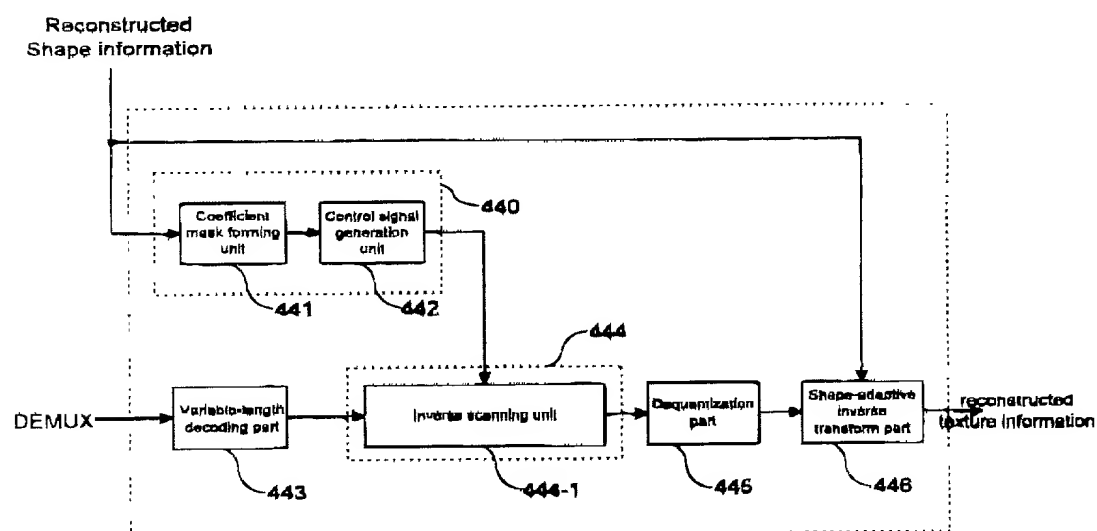 Reconstructed
Shape information
440
Coefficient
mask forming
unit
Control signal
generation
unit
441
442
444
DEMUX
Variable-length
decoding part
Inverse scanning unit
Dequantization
part
Shape-adaptive
inverse
transform part
reconstructed
texture information
443
444-1
445
446